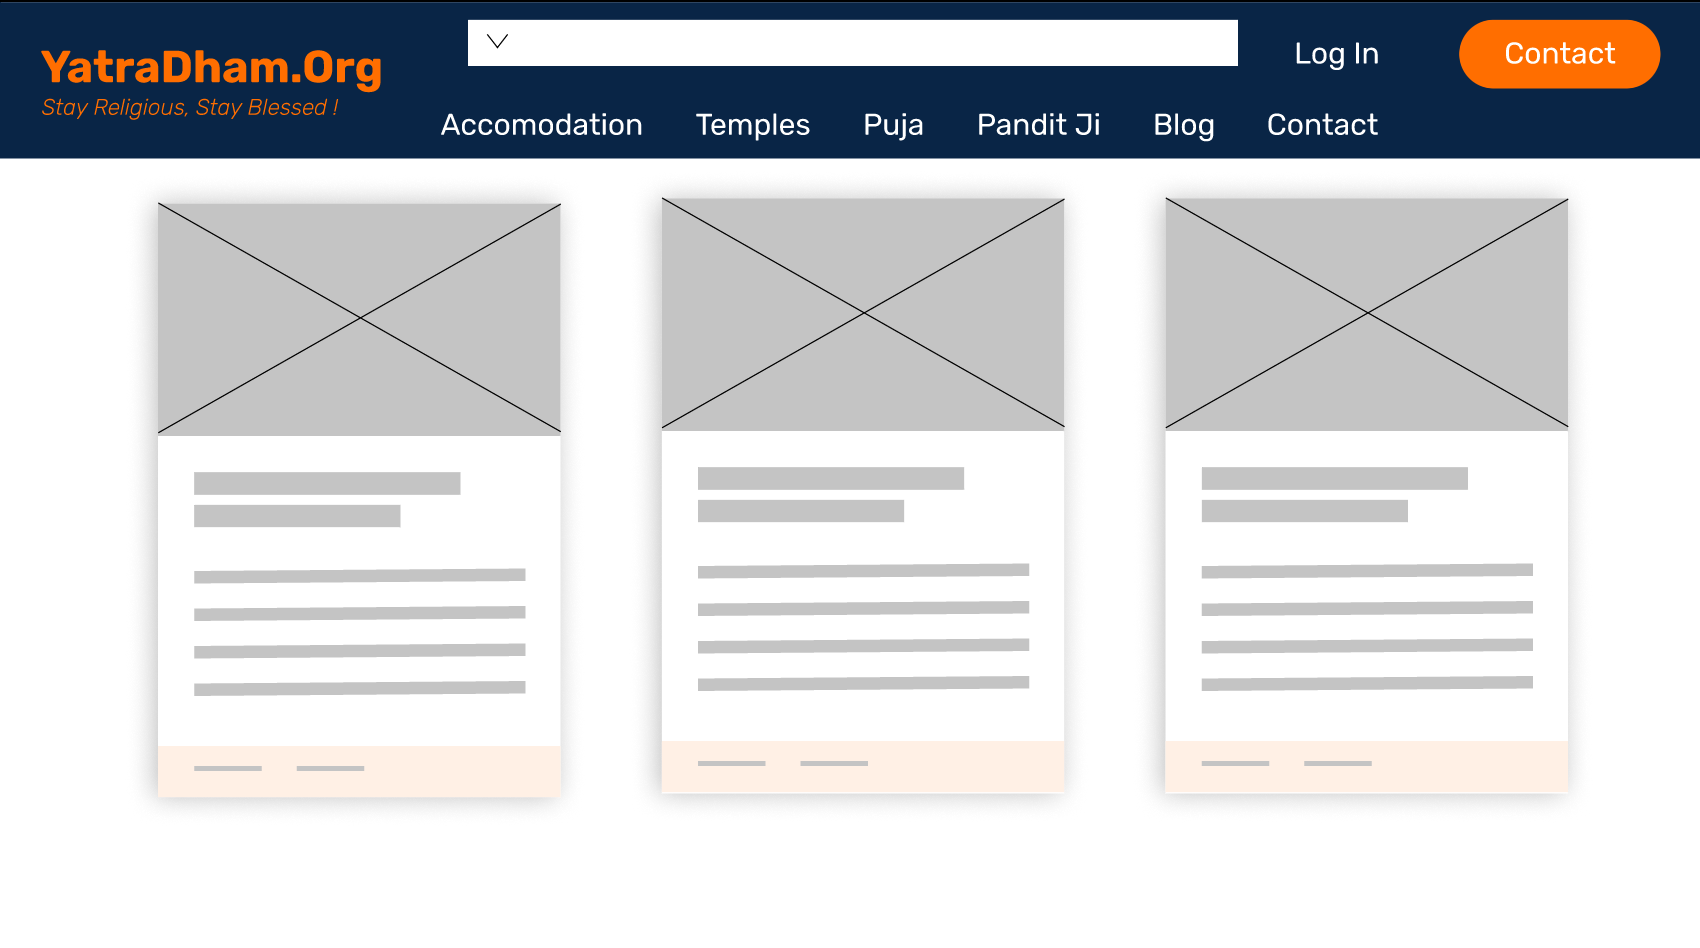 YatraDham.Org
Stay Religious, Stay Blessed !
Log In
Contact
Accomodation Temples Puja Pandit Ji Blog Contact